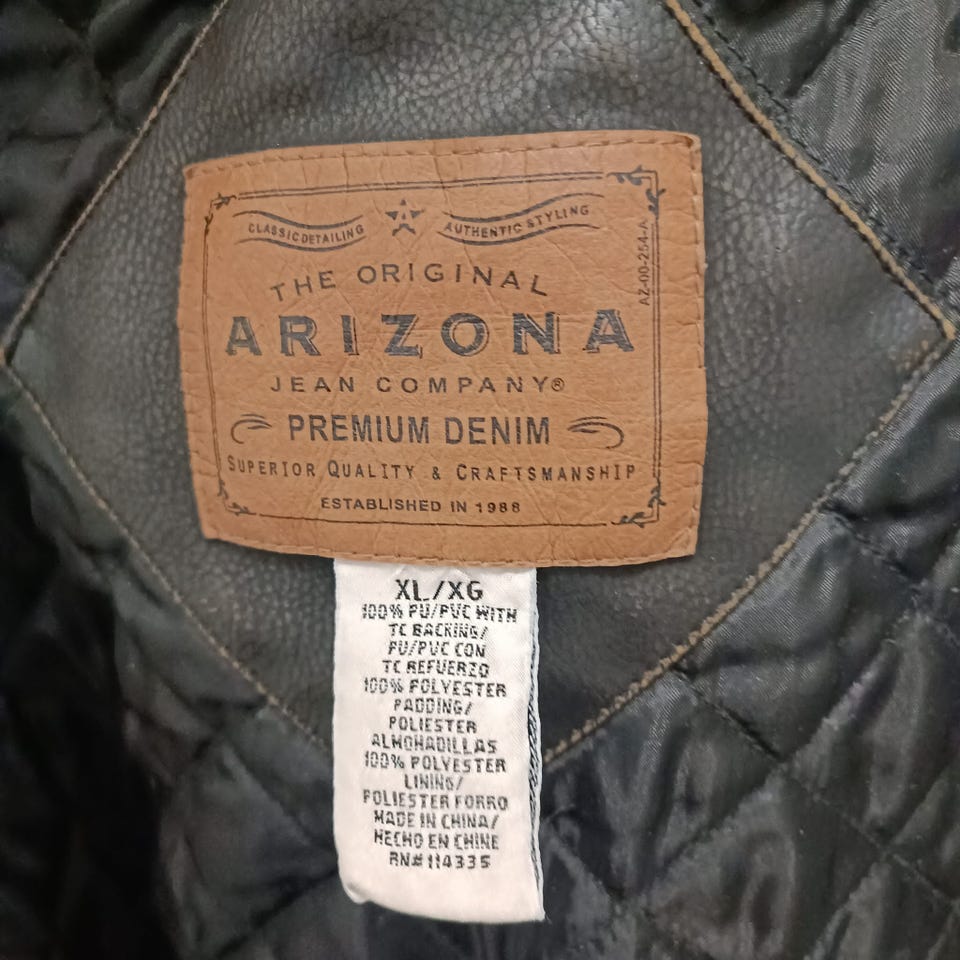 CLASSIC DETAILING
AUTHENTIC STYLING
THE ORIGINAL
ARIZONA
JEAN COMPANY®
PREMIUM DENIM
SUPERIOR QUALITY & CRAFTSMANSHIP
ESTABLISHED IN 1988
AZ-00-254-A
XL/XG
100% PU/PVC WITH
TC BACKING/
PU/PVC CON
TC REFUERZO
100% POLYESTER
PADDING/
POLIESTER
ALMOHADILLAS
100% POLYESTER
LINING/
POLIESTER FORRO
MADE IN CHINA/
HECHO EN CHINE
RN# 114335